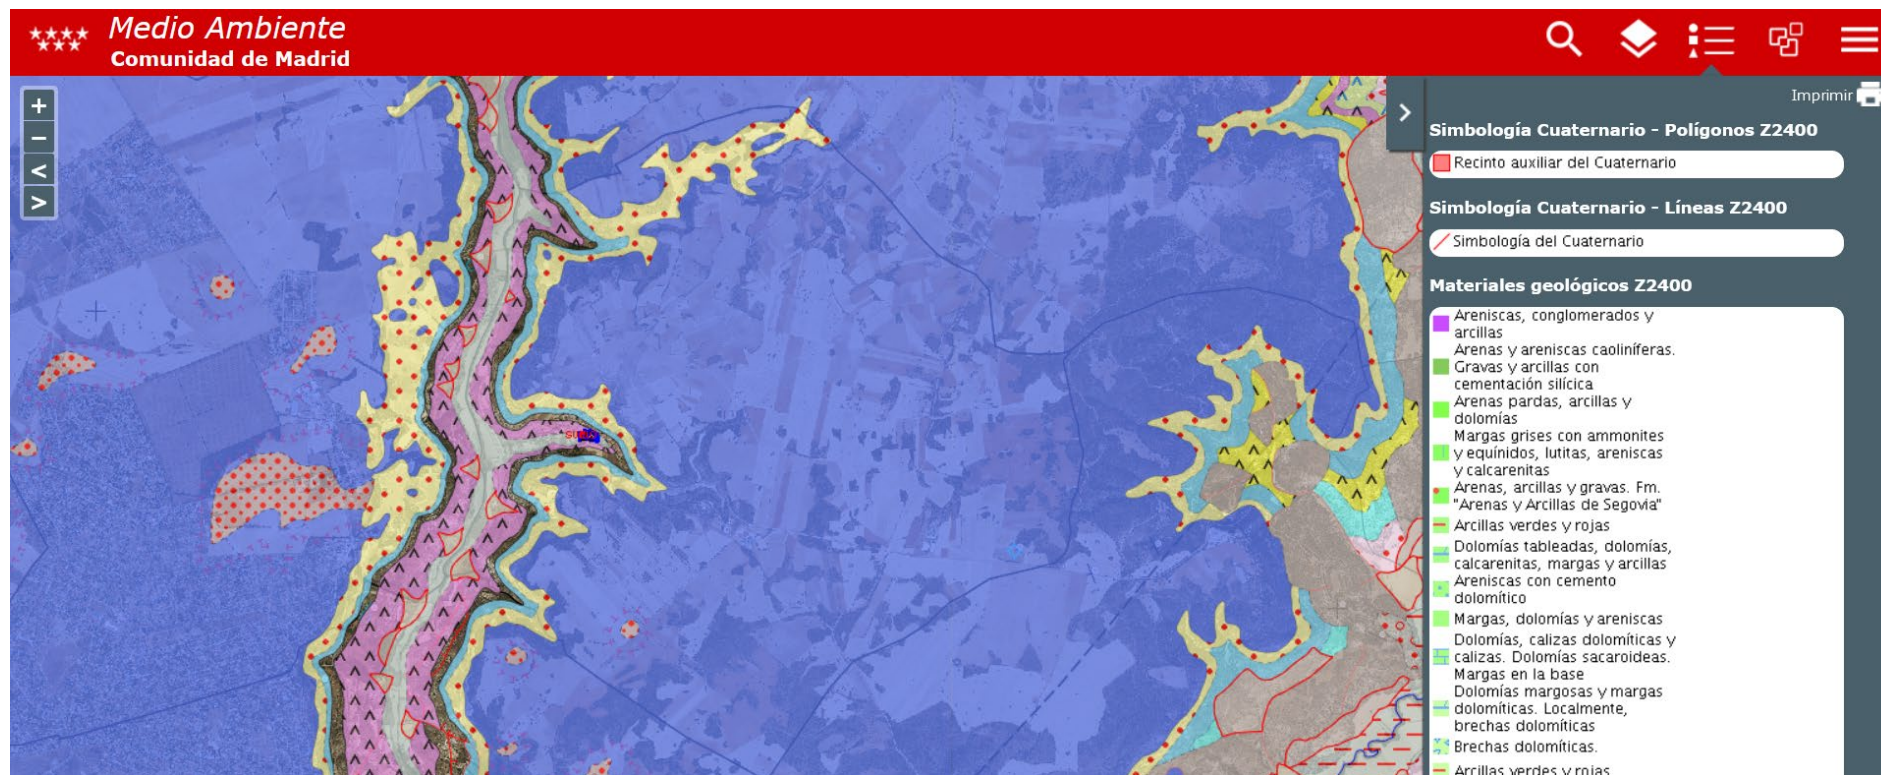 Medio Ambiente
Comunidad de Madrid
+
−
<
>
Imprimir
Simbología Cuaternario - Polígonos Z2400
Recinto auxiliar del Cuaternario
Simbología Cuaternario - Líneas Z2400
Simbología del Cuaternario
Materiales geológicos Z2400
Areniscas, conglomerados y
arcillas
Arenas y areniscas caoliníferas.
Gravas y arcillas con
cementación silícica
Arenas pardas, arcillas y
dolomías
Margas grises con ammonites
y equínidos, lutitas, areniscas
y calcarenitas
Arenas, arcillas y gravas. Fm.
"Arenas y Arcillas de Segovia"
Arcillas verdes y rojas
Dolomías tableadas, dolomías,
calcarenitas, margas y arcillas
Areniscas con cemento
dolomítico
Margas, dolomías y areniscas
Dolomías, calizas dolomíticas y
calizas. Dolomías sacaroideas.
Margas en la base
Dolomías margosas y margas
dolomíticas. Localmente,
brechas dolomíticas
Brechas dolomíticas.
Arcillas verdes y rojas